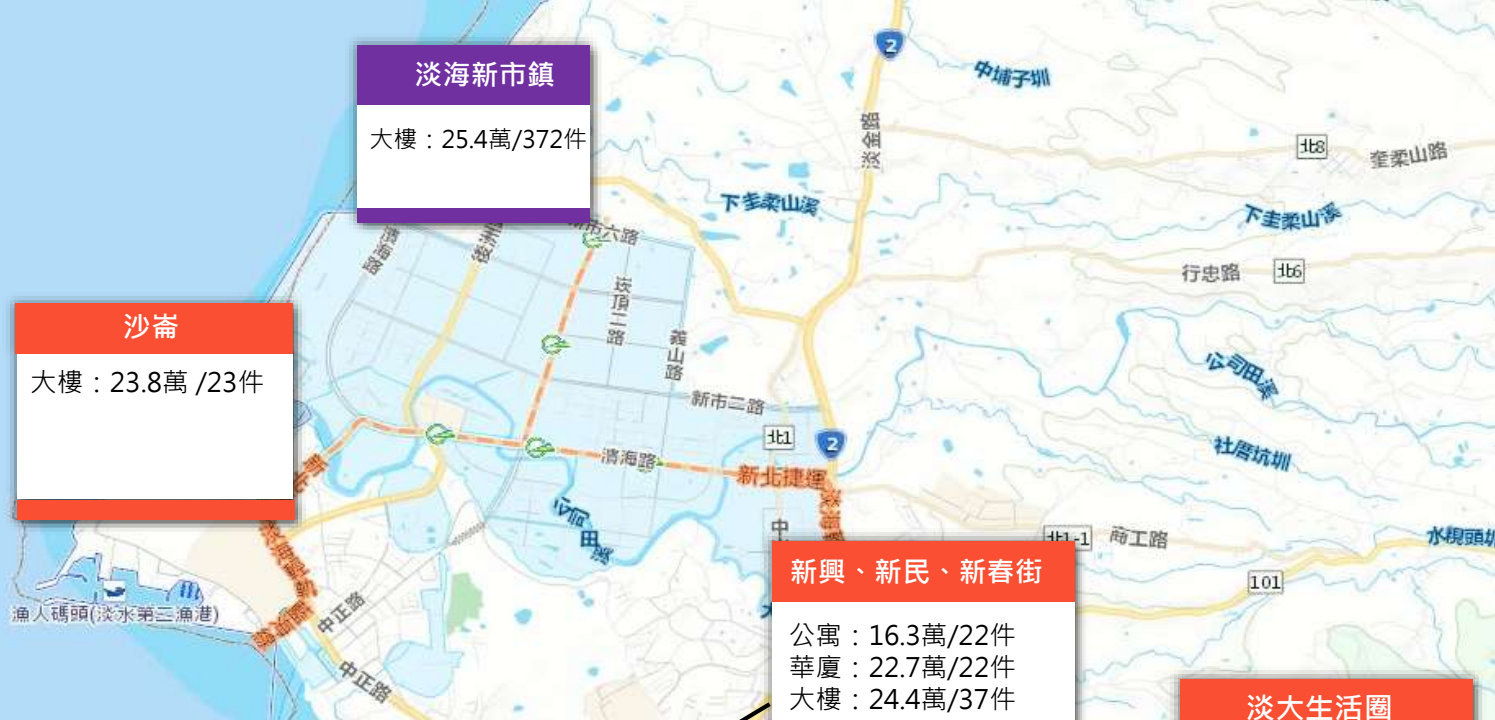 淡海新市鎮
大樓：25.4萬/372件
沙崙
大樓：23.8萬 /23件
新興、新民、新春街
公寓：16.3萬/22件
華廈：22.7萬/22件
大樓：24.4萬/37件
淡大生活圈
2
中埔子圳
淡金路
北8
奎柔山路
下圭柔山溪
下圭柔山溪
行忠路
北6
新市六路
濱海路
崁頂二路
義山路
新市二路
公司田溪
北1
2
社厝坑圳
濱海路
新北捷運
公司田溪
北1-1
商工路
水梘頭圳
101
漁人碼頭(淡水第二漁港)
中正路
中正路